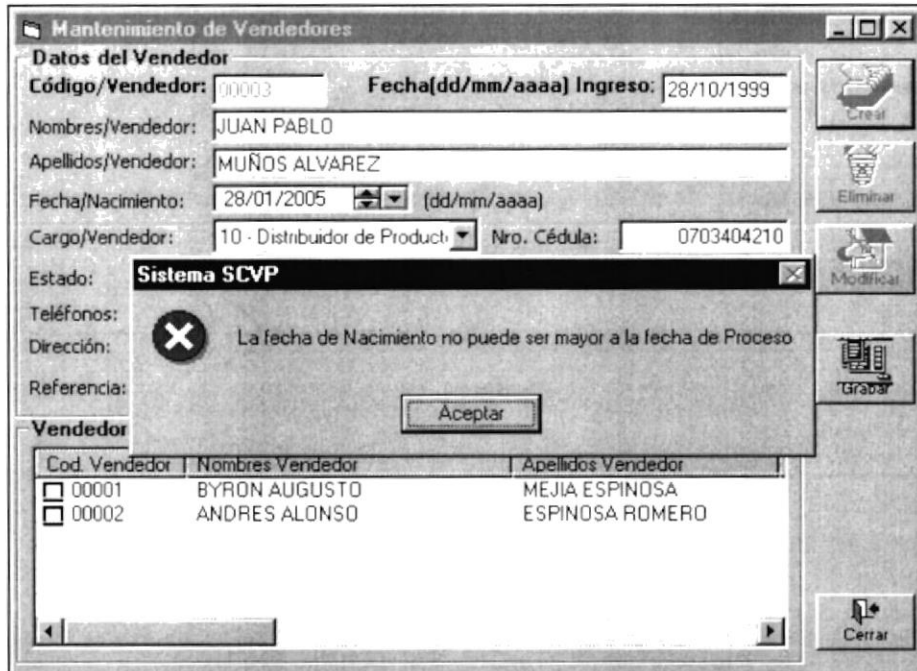 Mantenimiento de Vendedores
Datos del Vendedor
Código/Vendedor: 00003 Fecha(dd/mm/aaaa) Ingreso: 28/10/1999
Crear
Nombres/Vendedor: JUAN PABLO
Apellidos/Vendedor: MUÑOS ALVAREZ
Fecha/Nacimiento: 28/01/2005 (dd/mm/aaaa)
Eliminar
Cargo/Vendedor: 10 - Distribuidor de Product Nro. Cédula: 0703404210
Estado:
Sistema SCVP
Modificar
Teléfonos:
La fecha de Nacimiento no puede ser mayor a la fecha de Proceso
Dirección:
Referencia:
Grabar
Aceptar
Vendedor
Cod. Vendedor Nombres Vendedor Apellidos Vendedor
00001 BYRON AUGUSTO MEJIA ESPINOSA
00002 ANDRES ALONSO ESPINOSA ROMERO
Cerrar